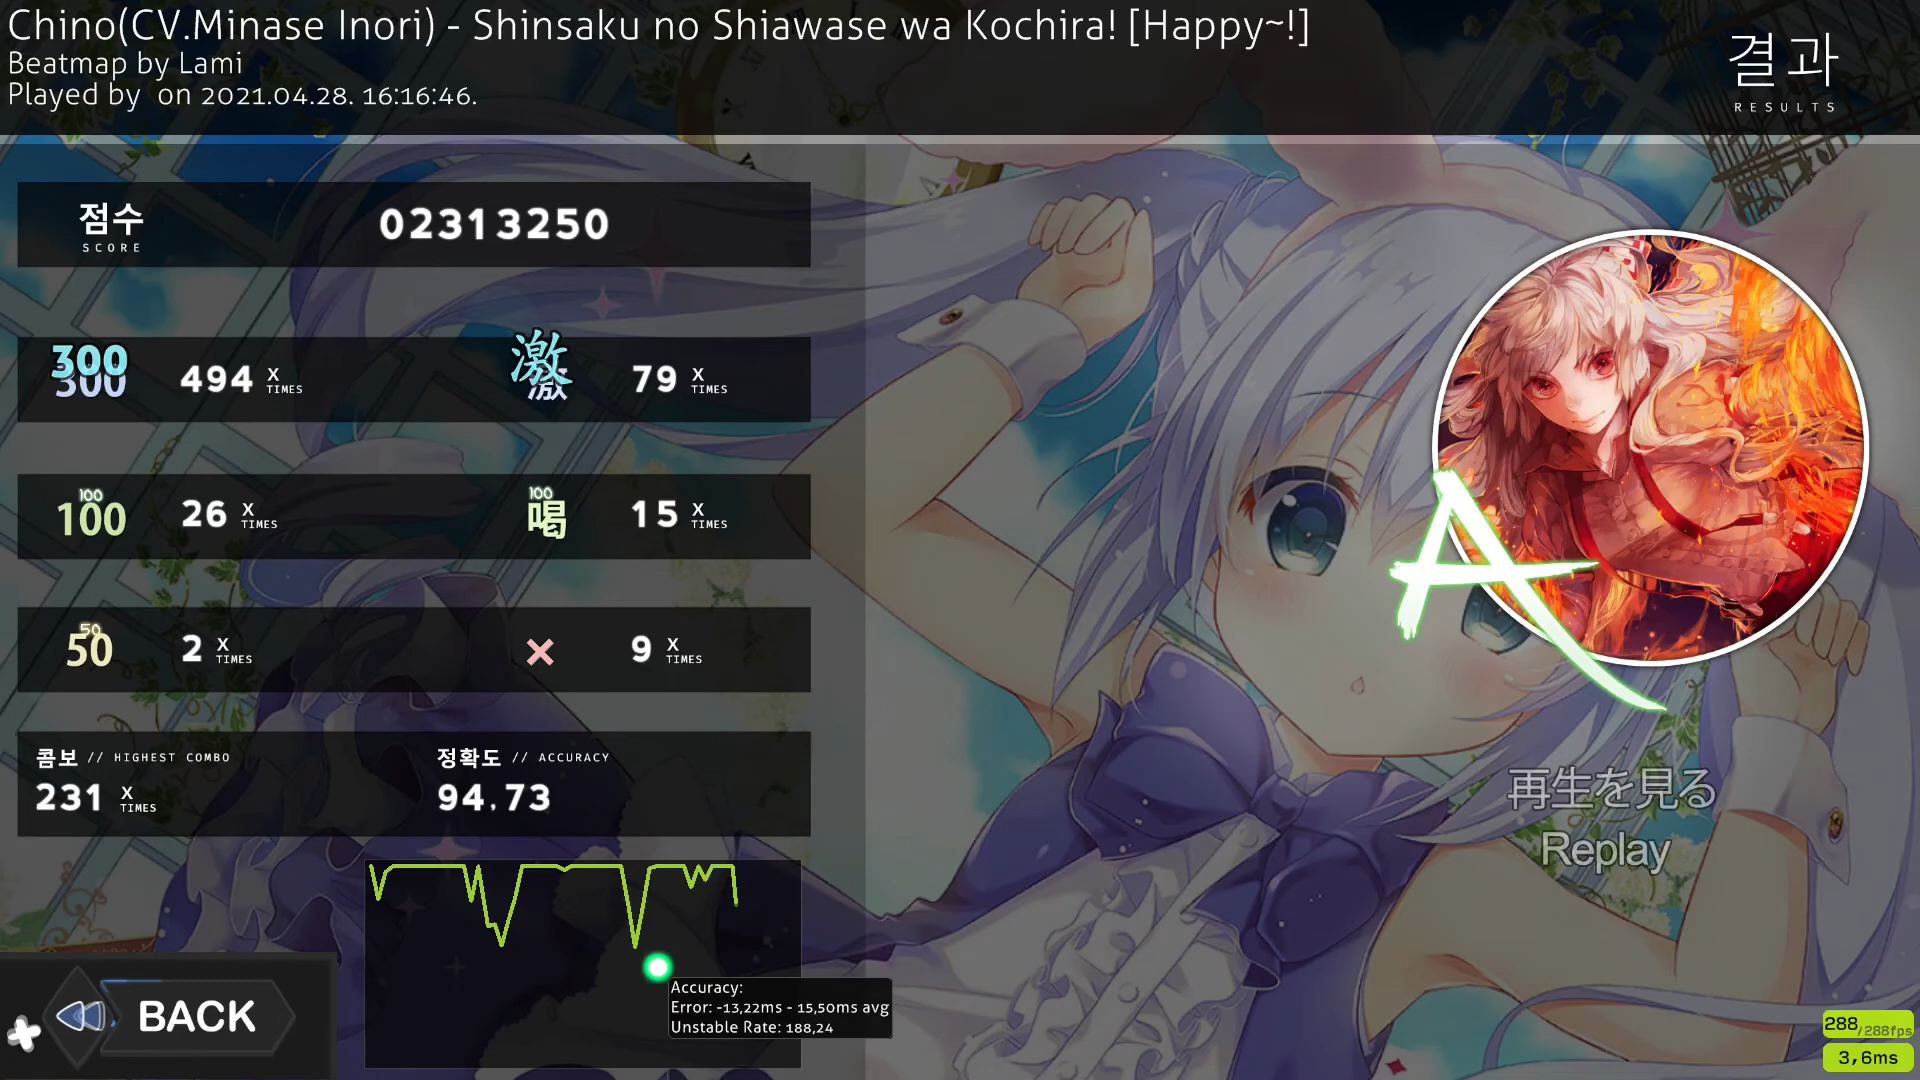 Chino(CV.Minase Inori) - Shinsaku no Shiawase wa Kochira! [Happy~!]
Beatmap by Lami
Played by on 2021.04.28. 16:16:46.
결과
RESULTS
점수
SCORE
02313250
300
300
494 X TIMES
激
激
79 X TIMES
100
100
26 X TIMES
100
喝
15 X TIMES
50
50
2 X TIMES
9 X TIMES
콤보 // HIGHEST COMBO
231 X TIMES
정확도 // ACCURACY
94.73
再生を見る
Replay
Accuracy:
Error: -13,22ms - 15,50ms avg
Unstable Rate: 188,24
BACK
288/288fps
3,6ms